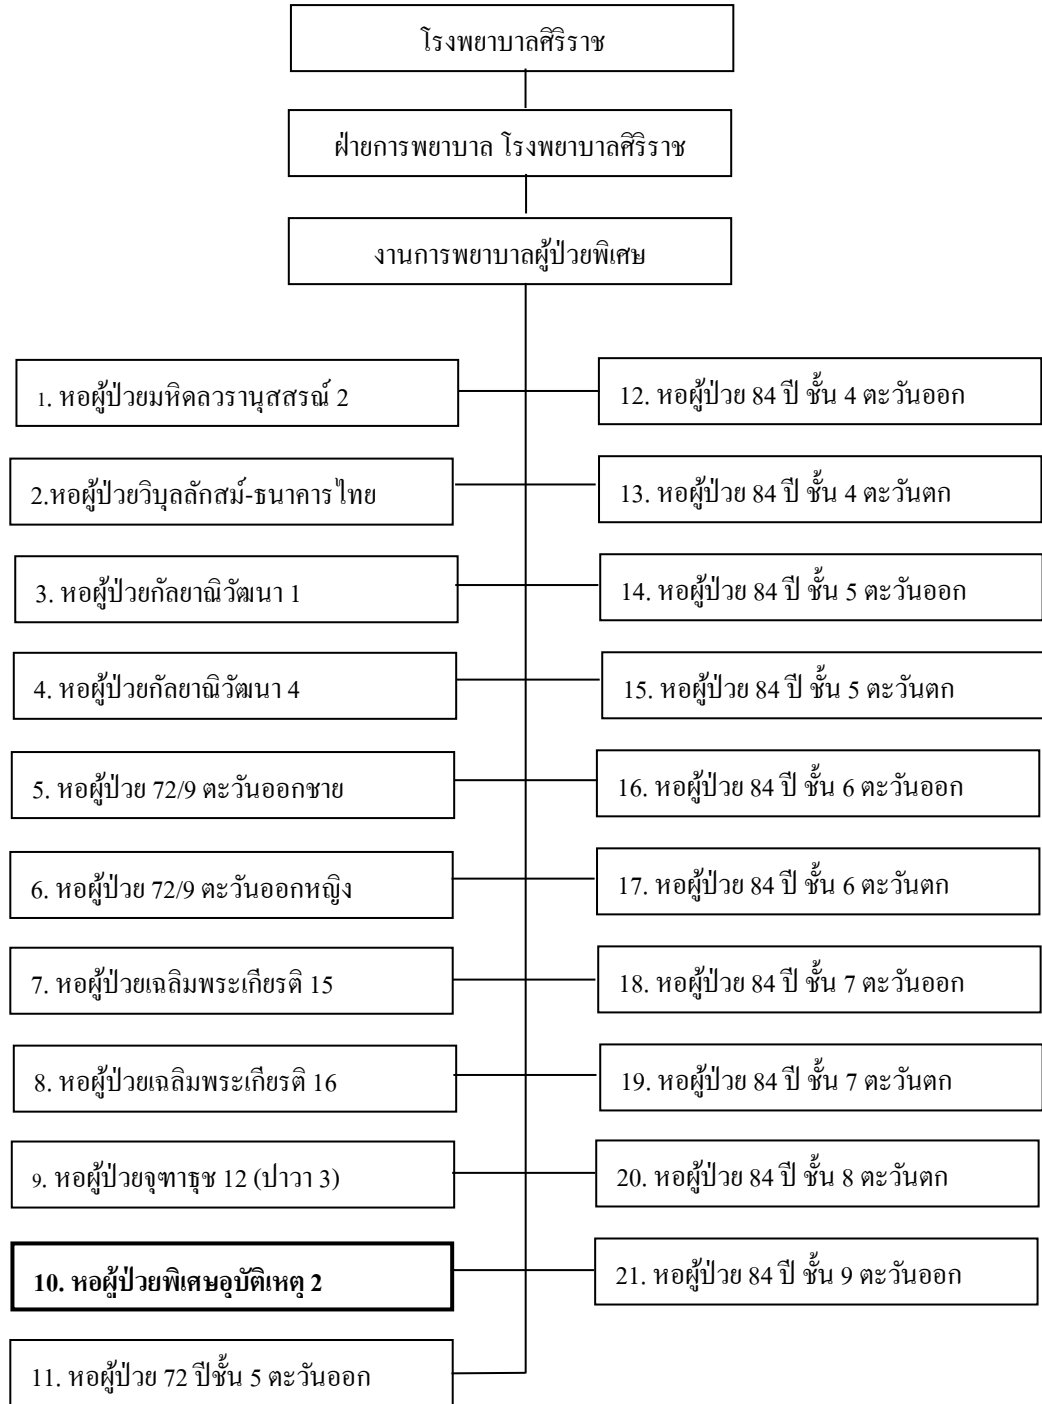 โรงพยาบาลศิริราช
ฝ่ายการพยาบาล โรงพยาบาลศิริราช
งานการพยาบาลผู้ป่วยพิเศษ
1. หอผู้ป่วยมหิดลวรานุสสรณ์ 2
2.หอผู้ป่วยวิบุลลักสม์-ธนาคารไทย
3. หอผู้ป่วยกัลยาณิวัฒนา 1
4. หอผู้ป่วยกัลยาณิวัฒนา 4
5. หอผู้ป่วย 72/9 ตะวันออกชาย
6. หอผู้ป่วย 72/9 ตะวันออกหญิง
7. หอผู้ป่วยเฉลิมพระเกียรติ 15
8. หอผู้ป่วยเฉลิมพระเกียรติ 16
9. หอผู้ป่วยจุฑาธุช 12 (ปาวา 3)
10. หอผู้ป่วยพิเศษอุบัติเหตุ 2
11. หอผู้ป่วย 72 ปีชั้น 5 ตะวันออก
12. หอผู้ป่วย 84 ปี ชั้น 4 ตะวันออก
13. หอผู้ป่วย 84 ปี ชั้น 4 ตะวันตก
14. หอผู้ป่วย 84 ปี ชั้น 5 ตะวันออก
15. หอผู้ป่วย 84 ปี ชั้น 5 ตะวันตก
16. หอผู้ป่วย 84 ปี ชั้น 6 ตะวันออก
17. หอผู้ป่วย 84 ปี ชั้น 6 ตะวันตก
18. หอผู้ป่วย 84 ปี ชั้น 7 ตะวันออก
19. หอผู้ป่วย 84 ปี ชั้น 7 ตะวันตก
20. หอผู้ป่วย 84 ปี ชั้น 8 ตะวันตก
21. หอผู้ป่วย 84 ปี ชั้น 9 ตะวันออก